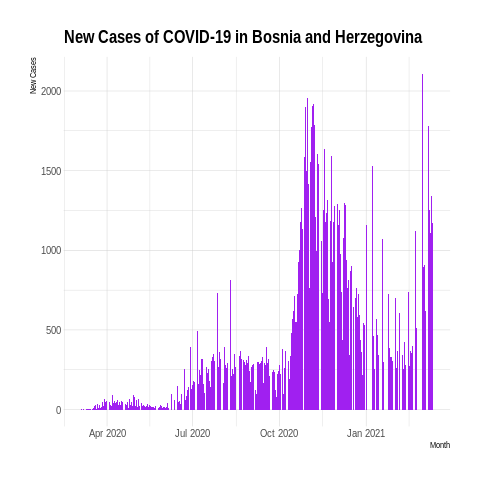 New Cases of COVID-19 in Bosnia and Herzegovina
New Cases
2000
1500
1000
500
0
Apr 2020 Jul 2020 Oct 2020 Jan 2021
Month